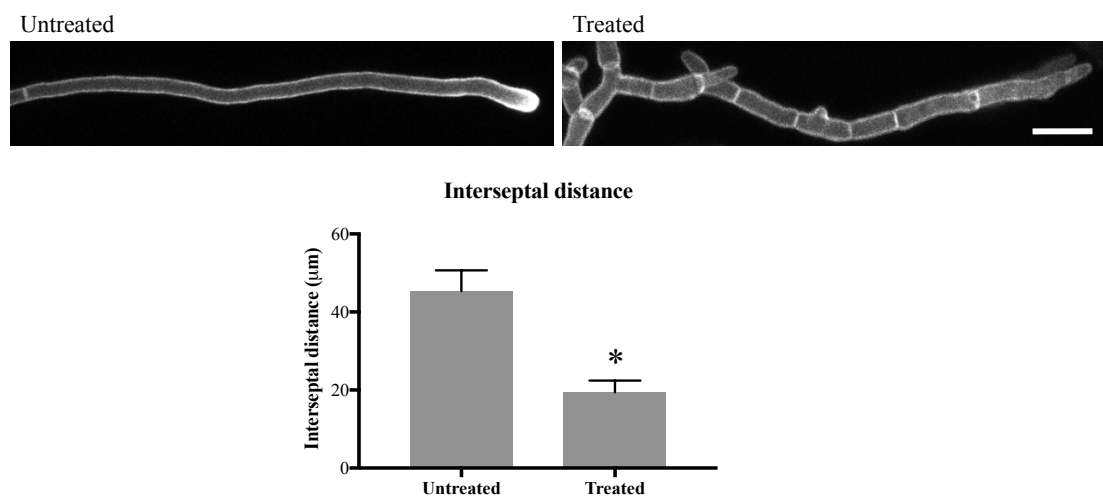 Untreated
Treated
Interseptal distance
Interseptal distance (μm)
60
40
20
0
*
Untreated
Treated